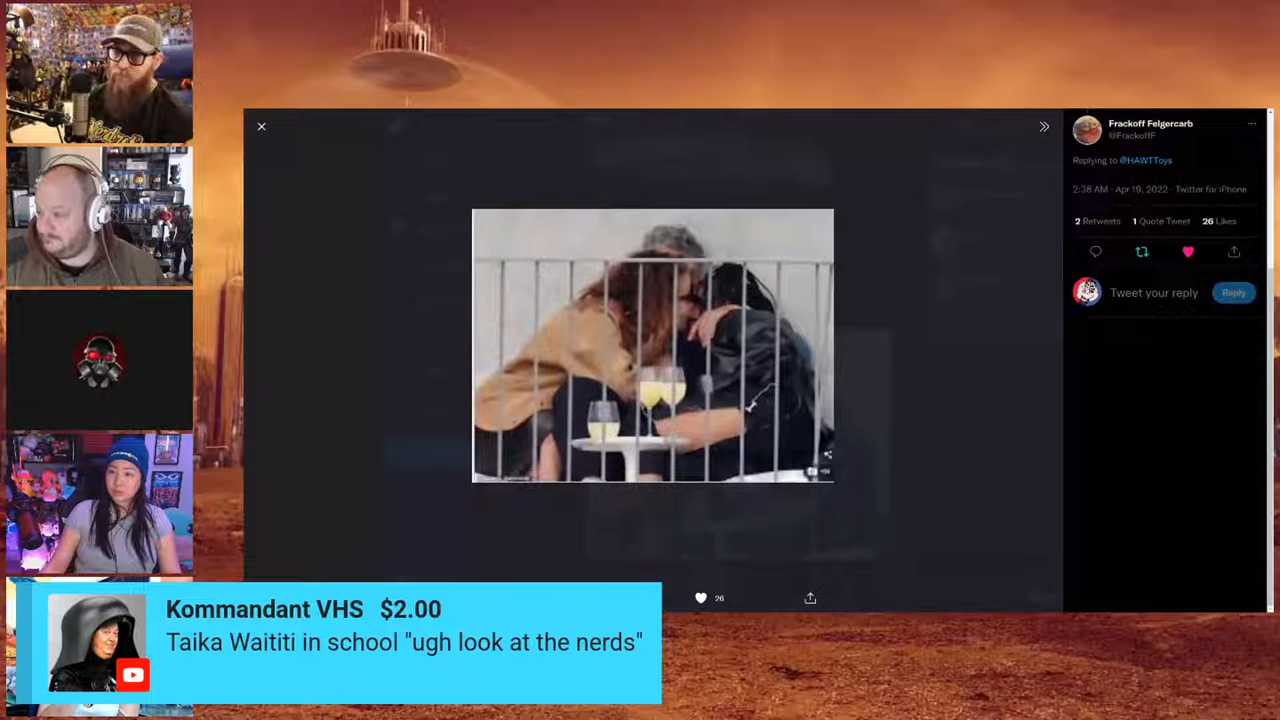 Frackoff Felgercarb
@FrackoffF
Replying to @HAWTToys
2:38 AM · Apr 19, 2022 · Twitter for iPhone
2 Retweets 1 Quote Tweet 26 Likes
Tweet your reply
Reply
26
Kommandant VHS $2.00
Taika Waititi in school "ugh look at the nerds"